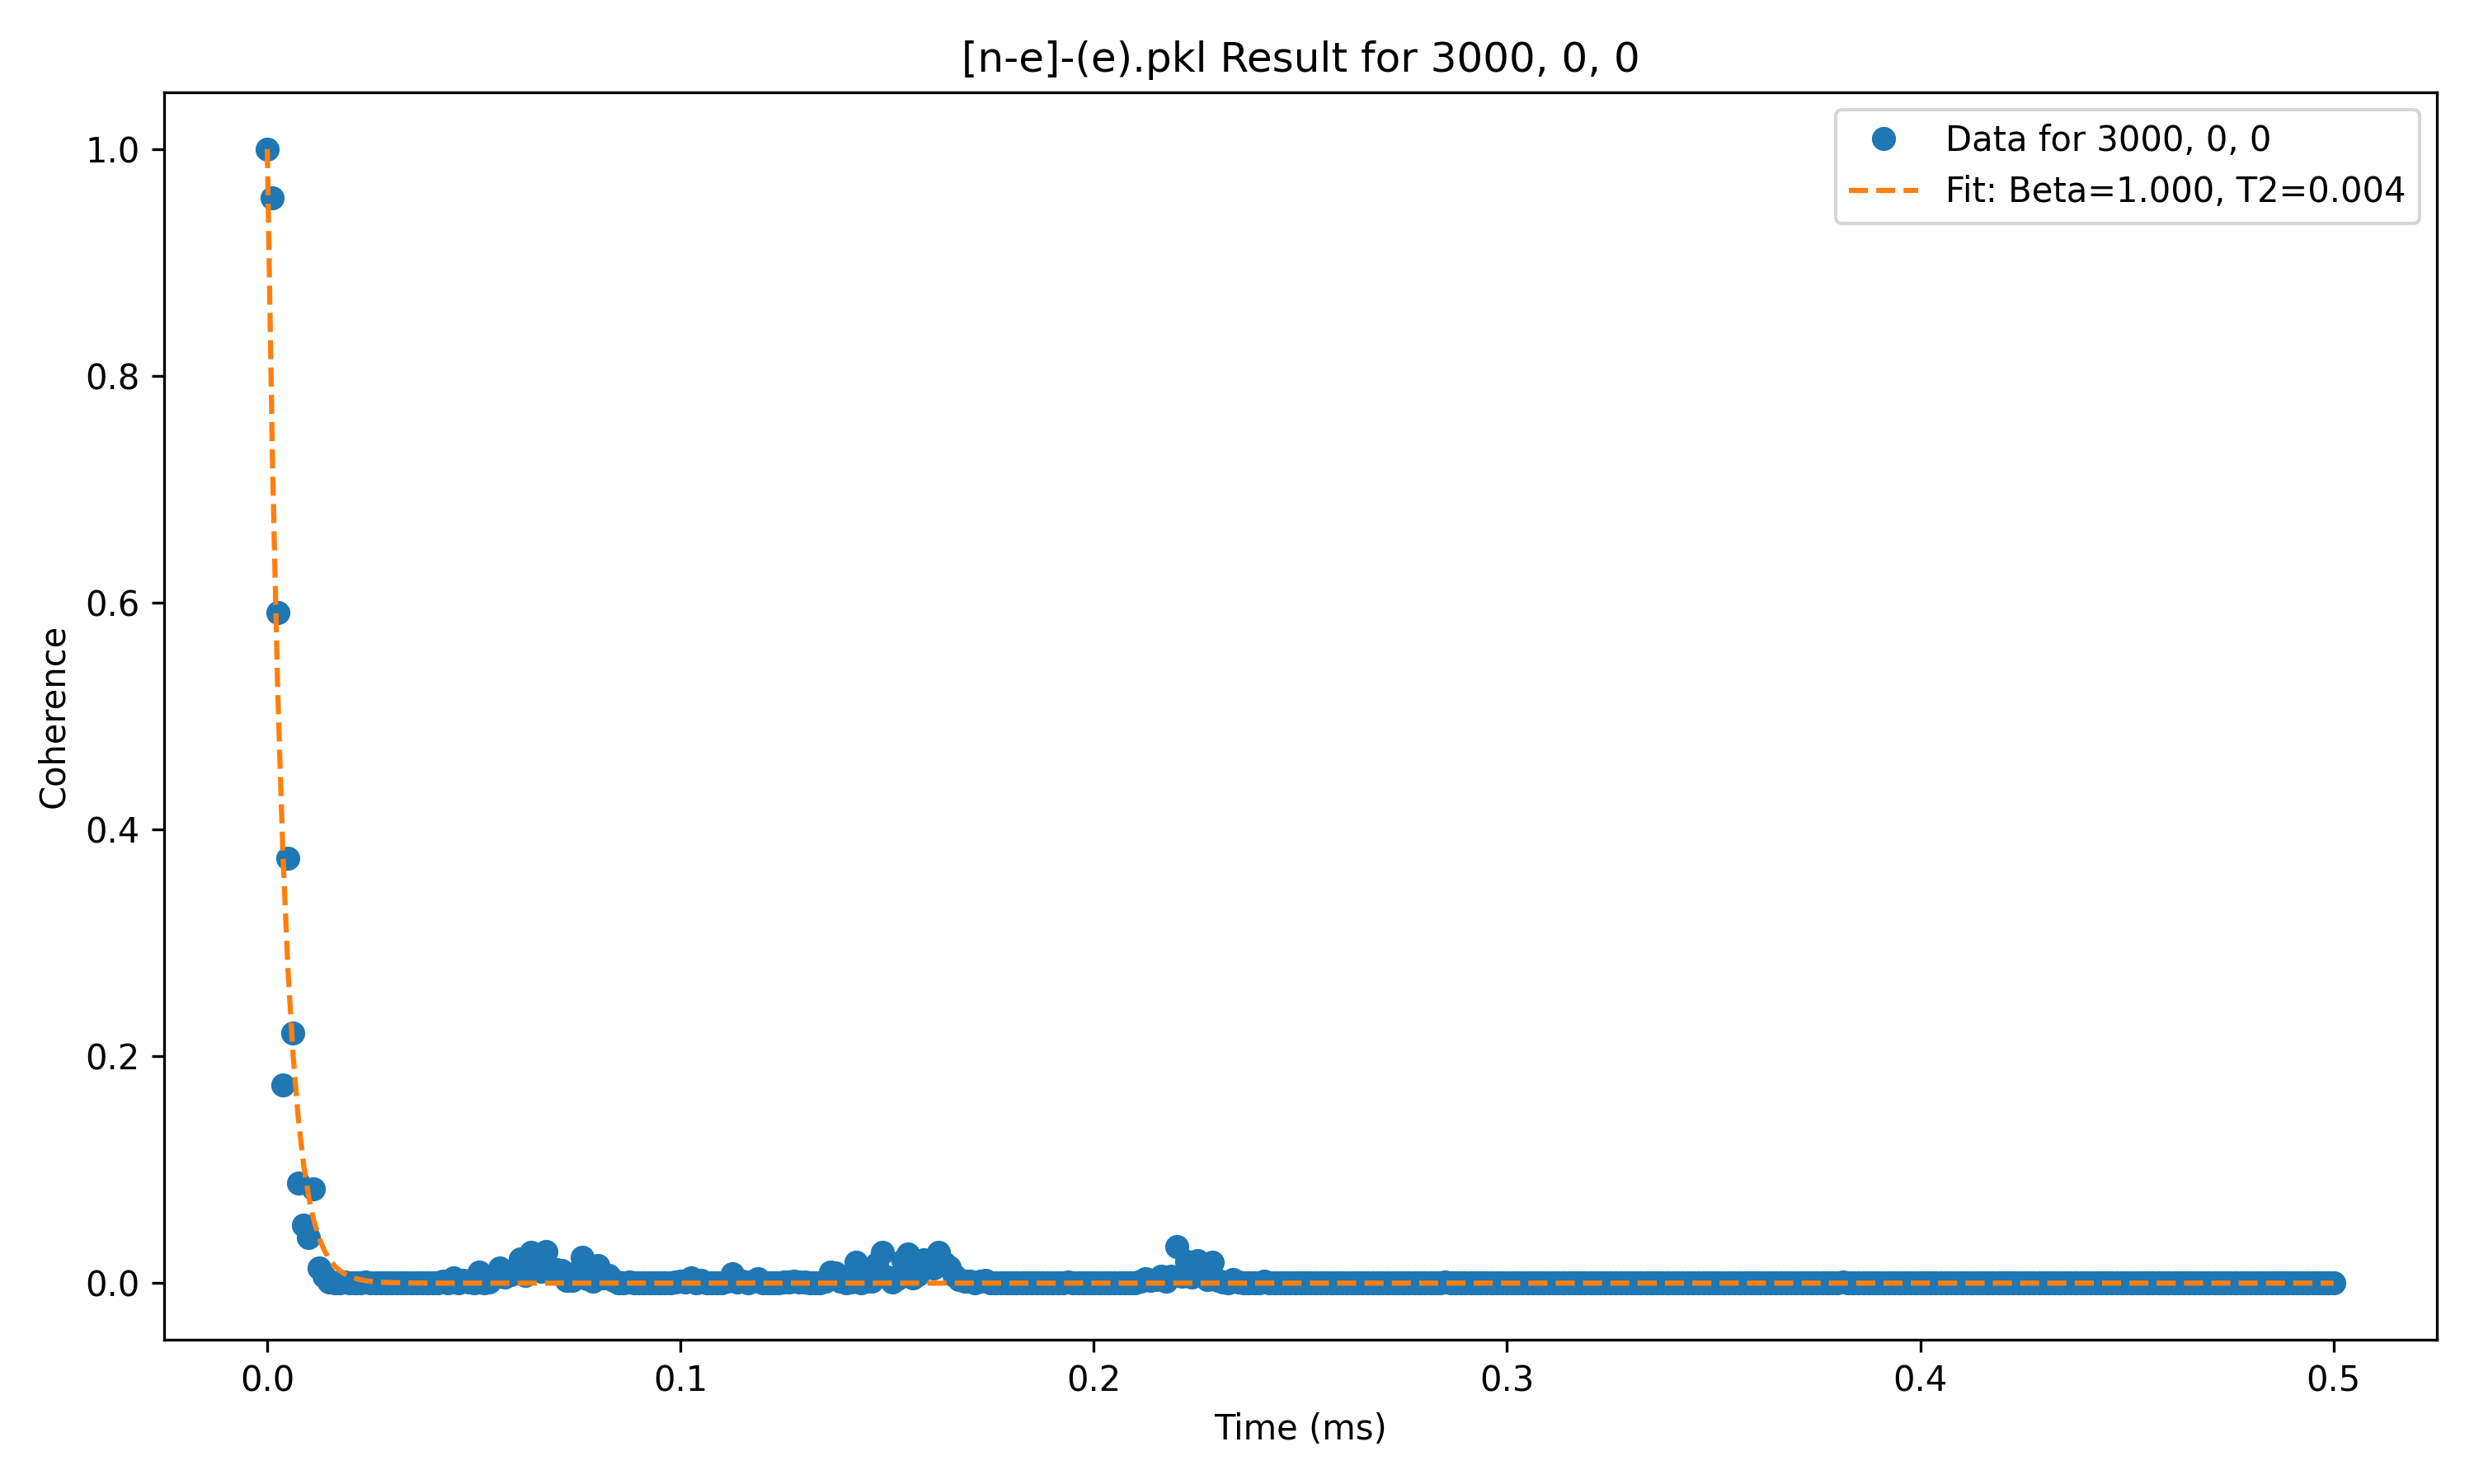 [n-e]-(e).pkl Result for 3000, 0, 0
Data for 3000, 0, 0
Fit: Beta=1.000, T2=0.004
Coherence
1.0
0.8
0.6
0.4
0.2
0.0
0.0 0.1 0.2 0.3 0.4 0.5
Time (ms)